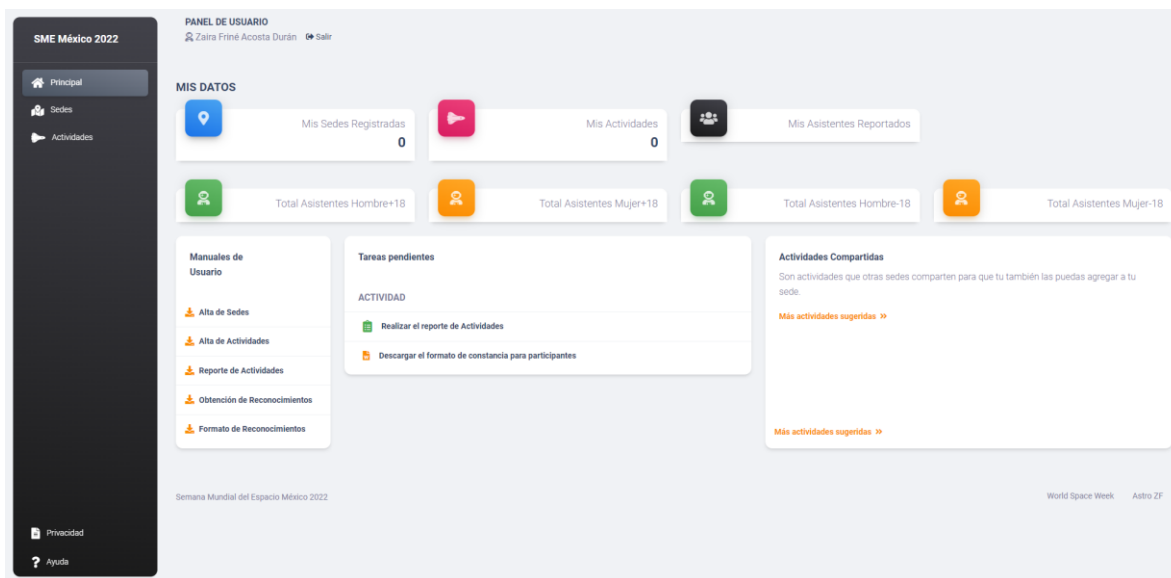 SME México 2022
Principal
Sedes
Actividades
Privacidad
Ayuda
PANEL DE USUARIO
Zaira Friné Acosta Durán Salir
MIS DATOS
Mis Sedes Registradas
0
Mis Actividades
0
Mis Asistentes Reportados
Total Asistentes Hombre+18
Total Asistentes Mujer+18
Total Asistentes Hombre-18
Total Asistentes Mujer-18
Manuales de
Usuario
Alta de Sedes
Alta de Actividades
Reporte de Actividades
Obtención de Reconocimientos
Formato de Reconocimientos
Tareas pendientes
ACTIVIDAD
Realizar el reporte de Actividades
Descargar el formato de constancia para participantes
Actividades Compartidas
Son actividades que otras sedes comparten para que tu también las puedas agregar a tu
sede.
Más actividades sugeridas »
Más actividades sugeridas »
Semana Mundial del Espacio México 2022
World Space Week Astro ZF